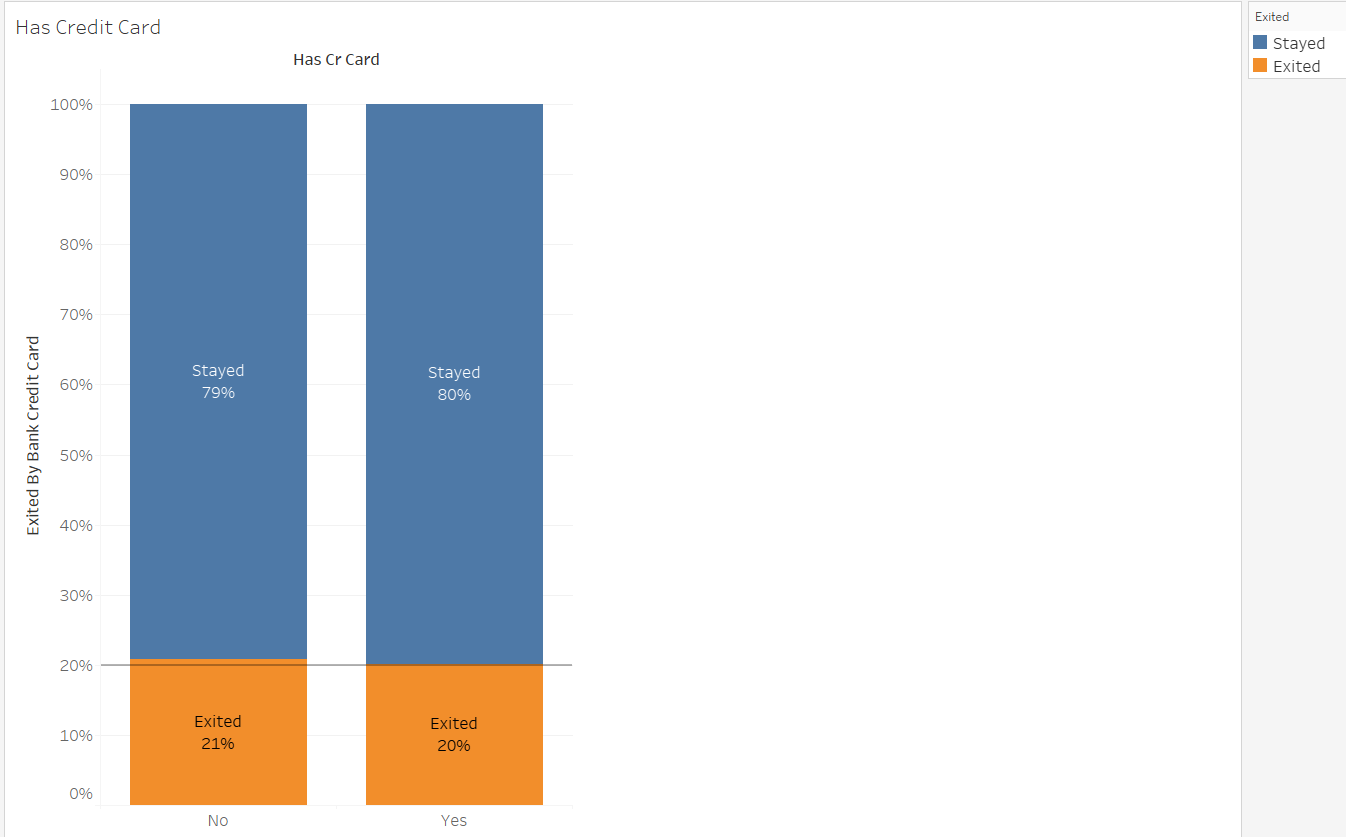 Has Credit Card
Has Cr Card
Exited By Bank Credit Card
100%
90%
80%
70%
60%
50%
40%
30%
20%
10%
0%
Stayed
79%
Exited
21%
Stayed
80%
Exited
20%
No
Yes
Exited
Stayed
Exited